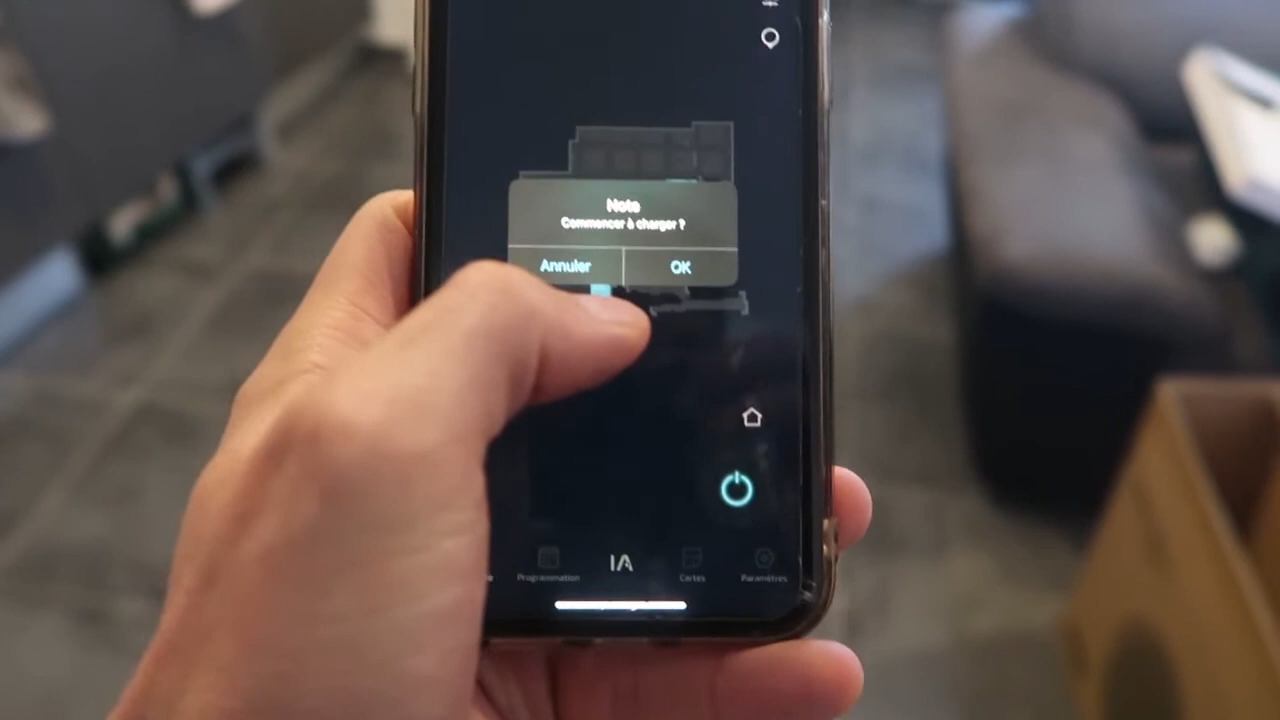 Note
Commencer à charger ?
Annuler OK
Programmation IA Cartes Paramètres